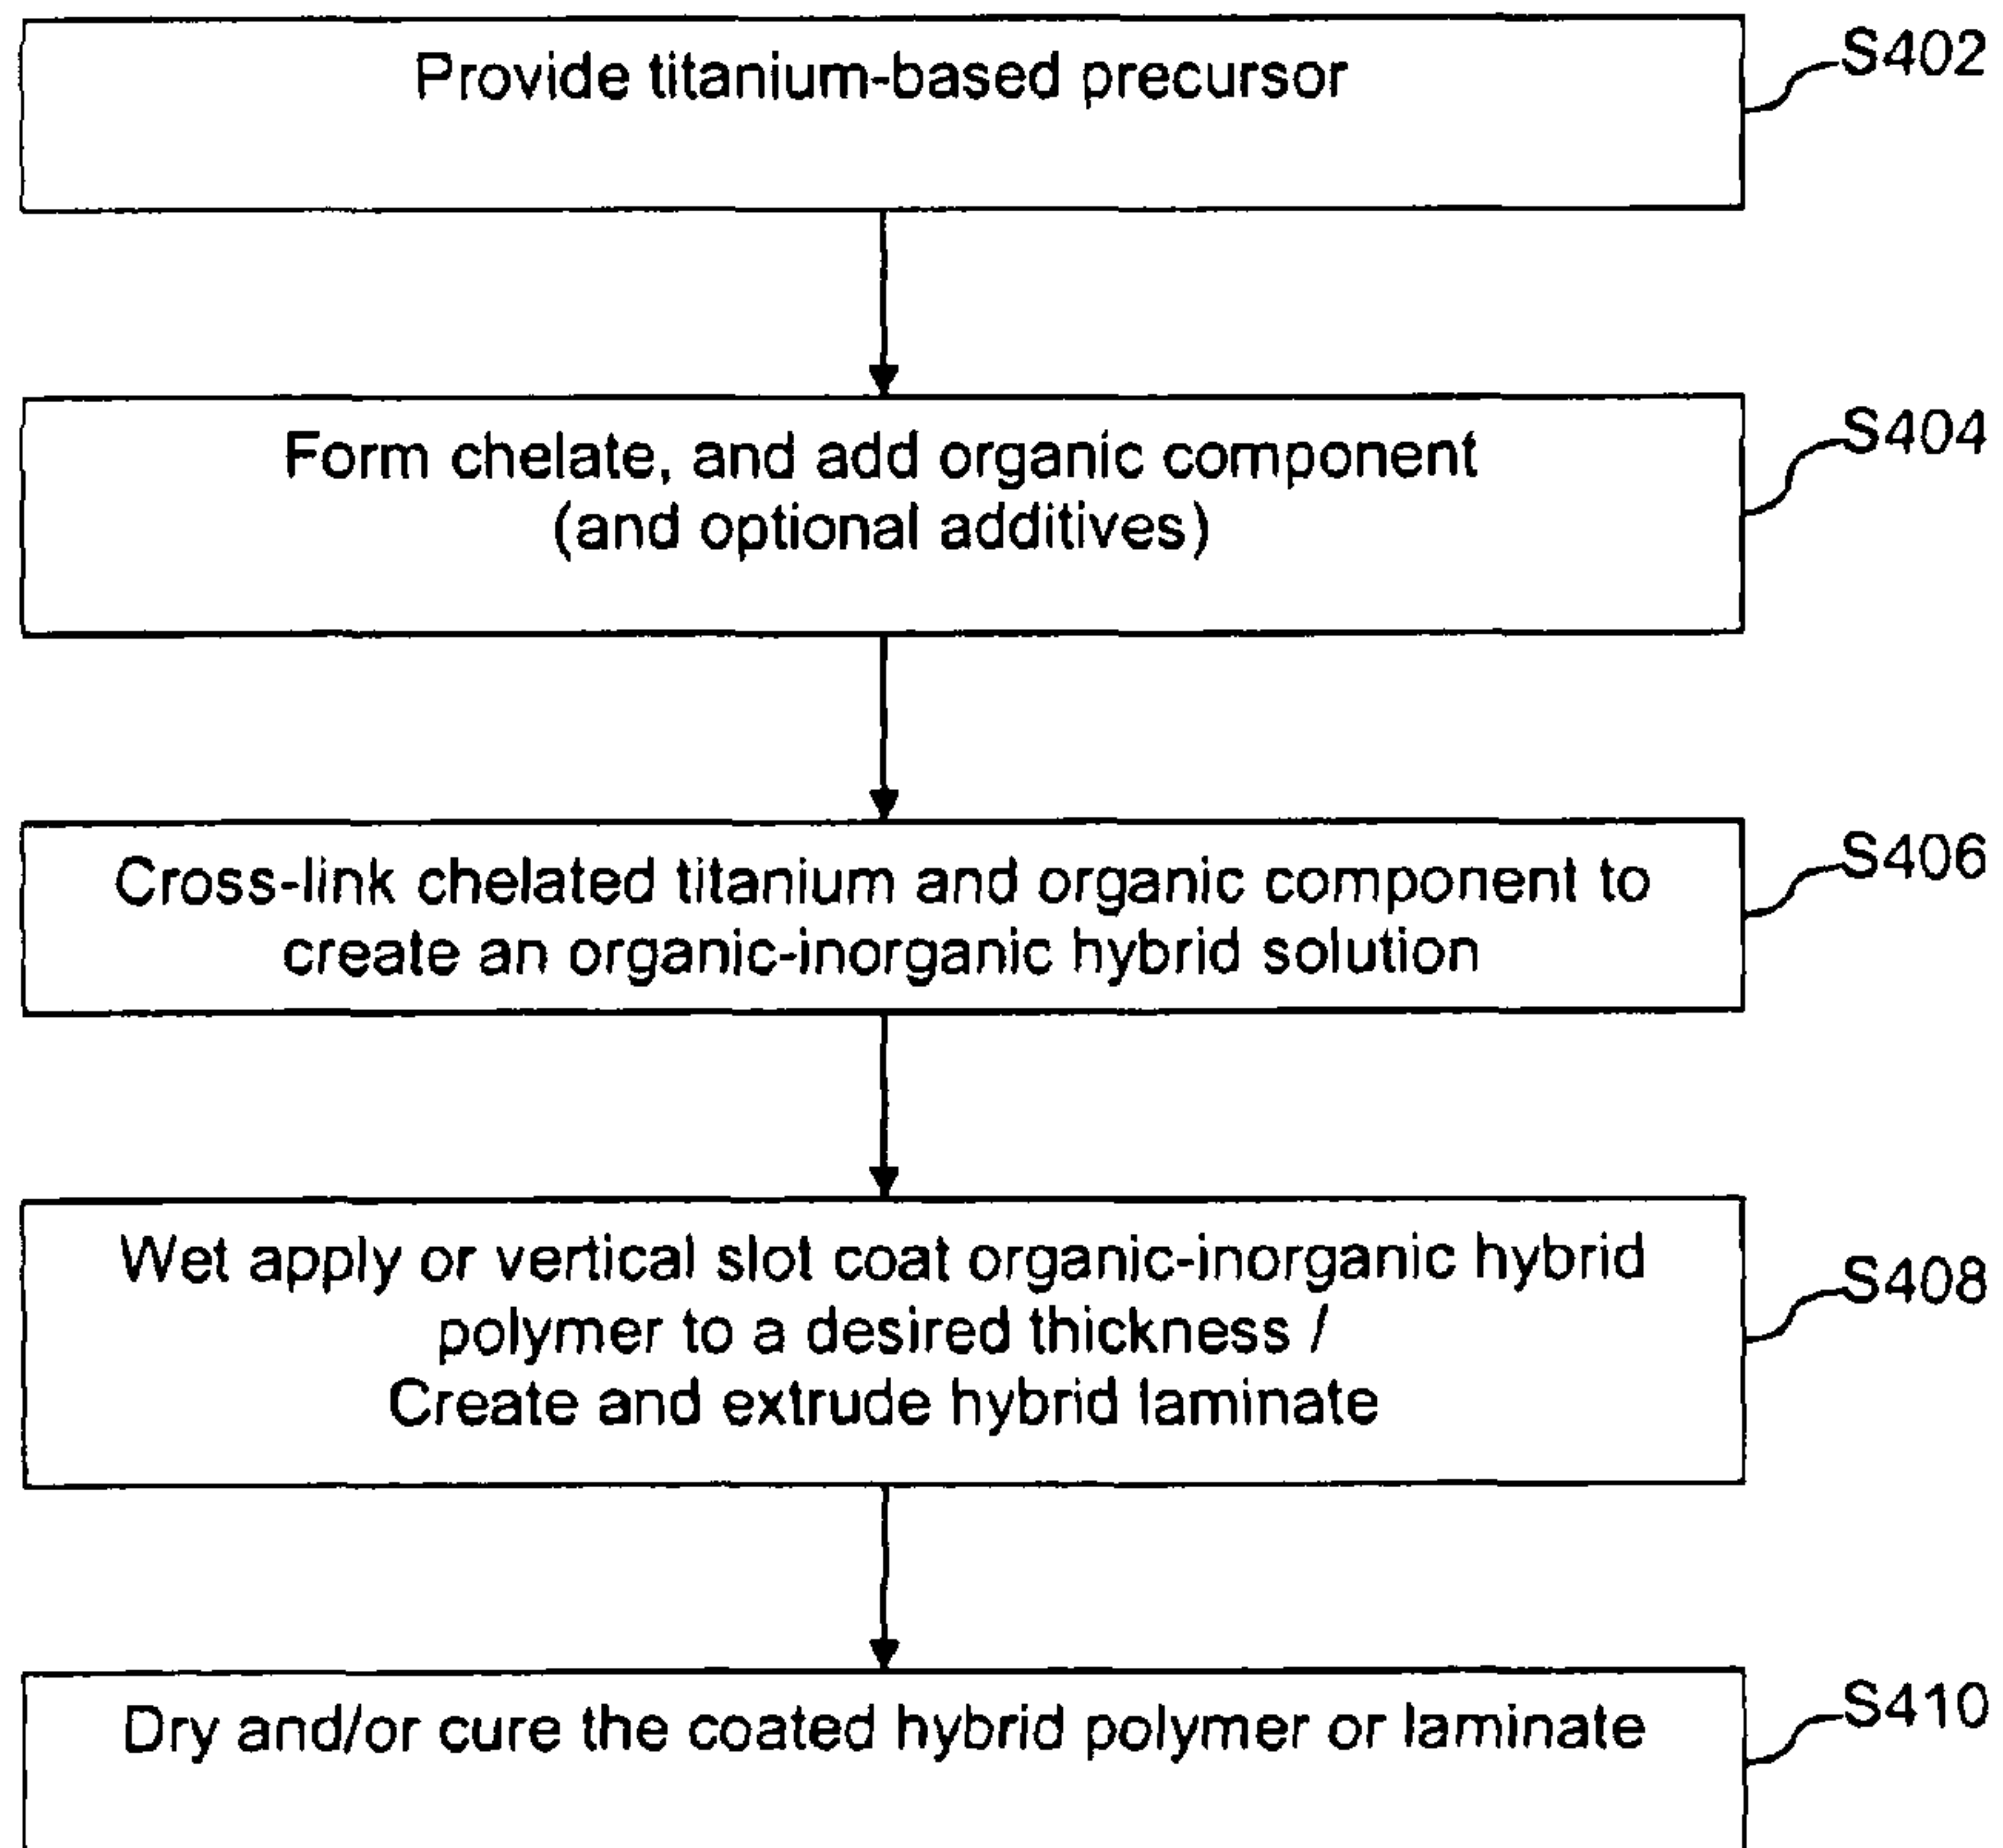 Provide titanium-based precursor
S402
Form chelate, and add organic component
(and optional additives)
S404
Cross-link chelated titanium and organic component to
create an organic-inorganic hybrid solution
S406
Wet apply or vertical slot coat organic-inorganic hybrid
polymer to a desired thickness /
Create and extrude hybrid laminate
S408
Dry and/or cure the coated hybrid polymer or laminate
S410